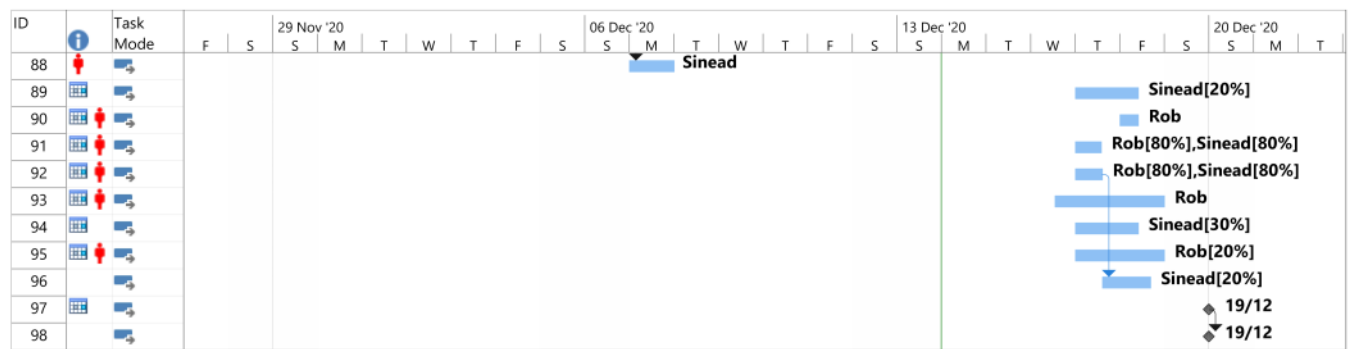 ID Task Mode 29 Nov '20 06 Dec '20 13 Dec '20 20 Dec '20
F S S M T W T F S S M T W T F S S M T W T F S S M T
88 Sinead
89 Sinead[20%]
90 Rob
91 Rob[80%],Sinead[80%]
92 Rob[80%],Sinead[80%]
93 Rob
94 Sinead[30%]
95 Rob[20%]
96 Sinead[20%]
97 19/12
98 19/12